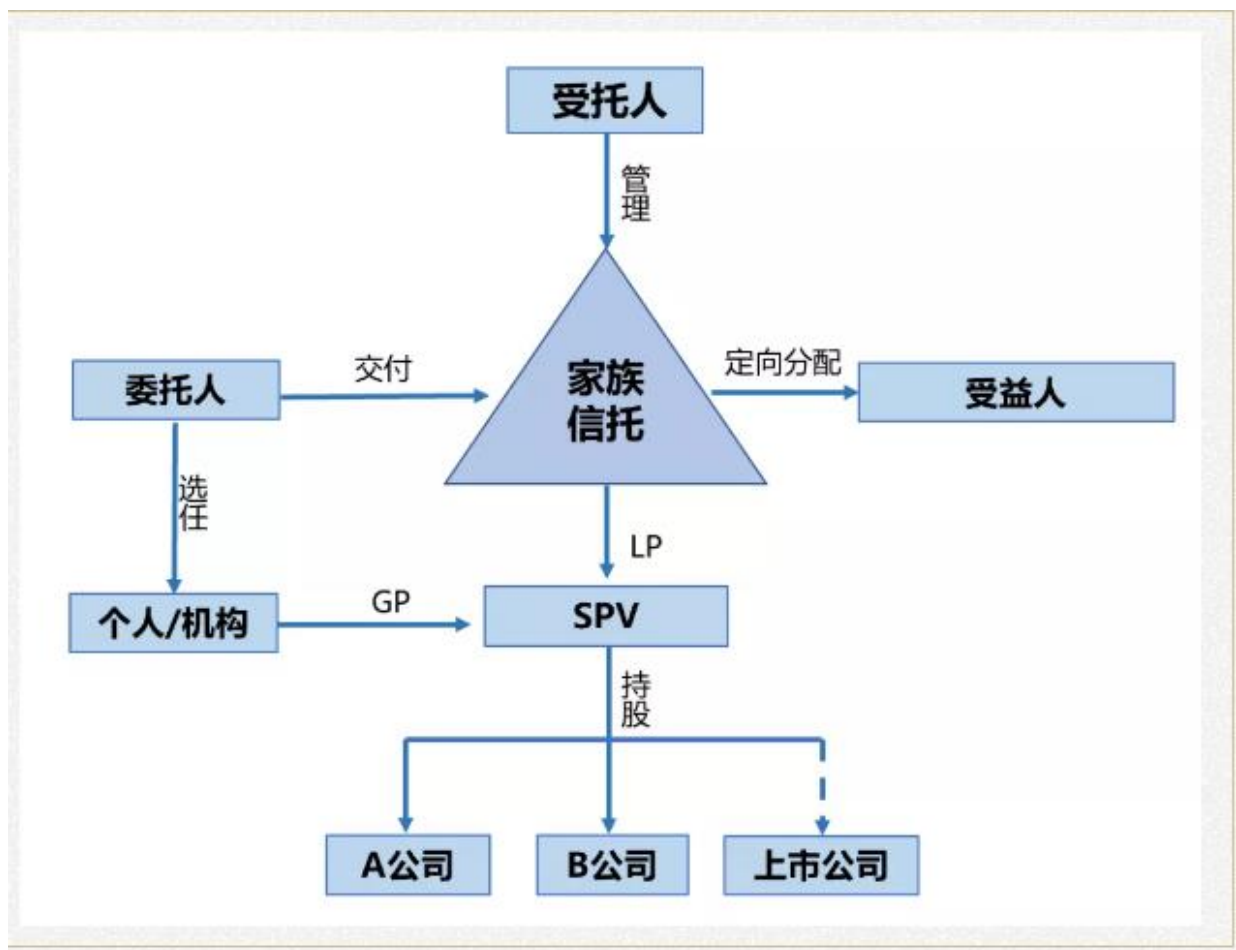 受托人
管理
家族
信托
委托人
交付
定向分配
受益人
选任
LP
个人/机构
GP
SPV
持股
A公司
B公司
上市公司